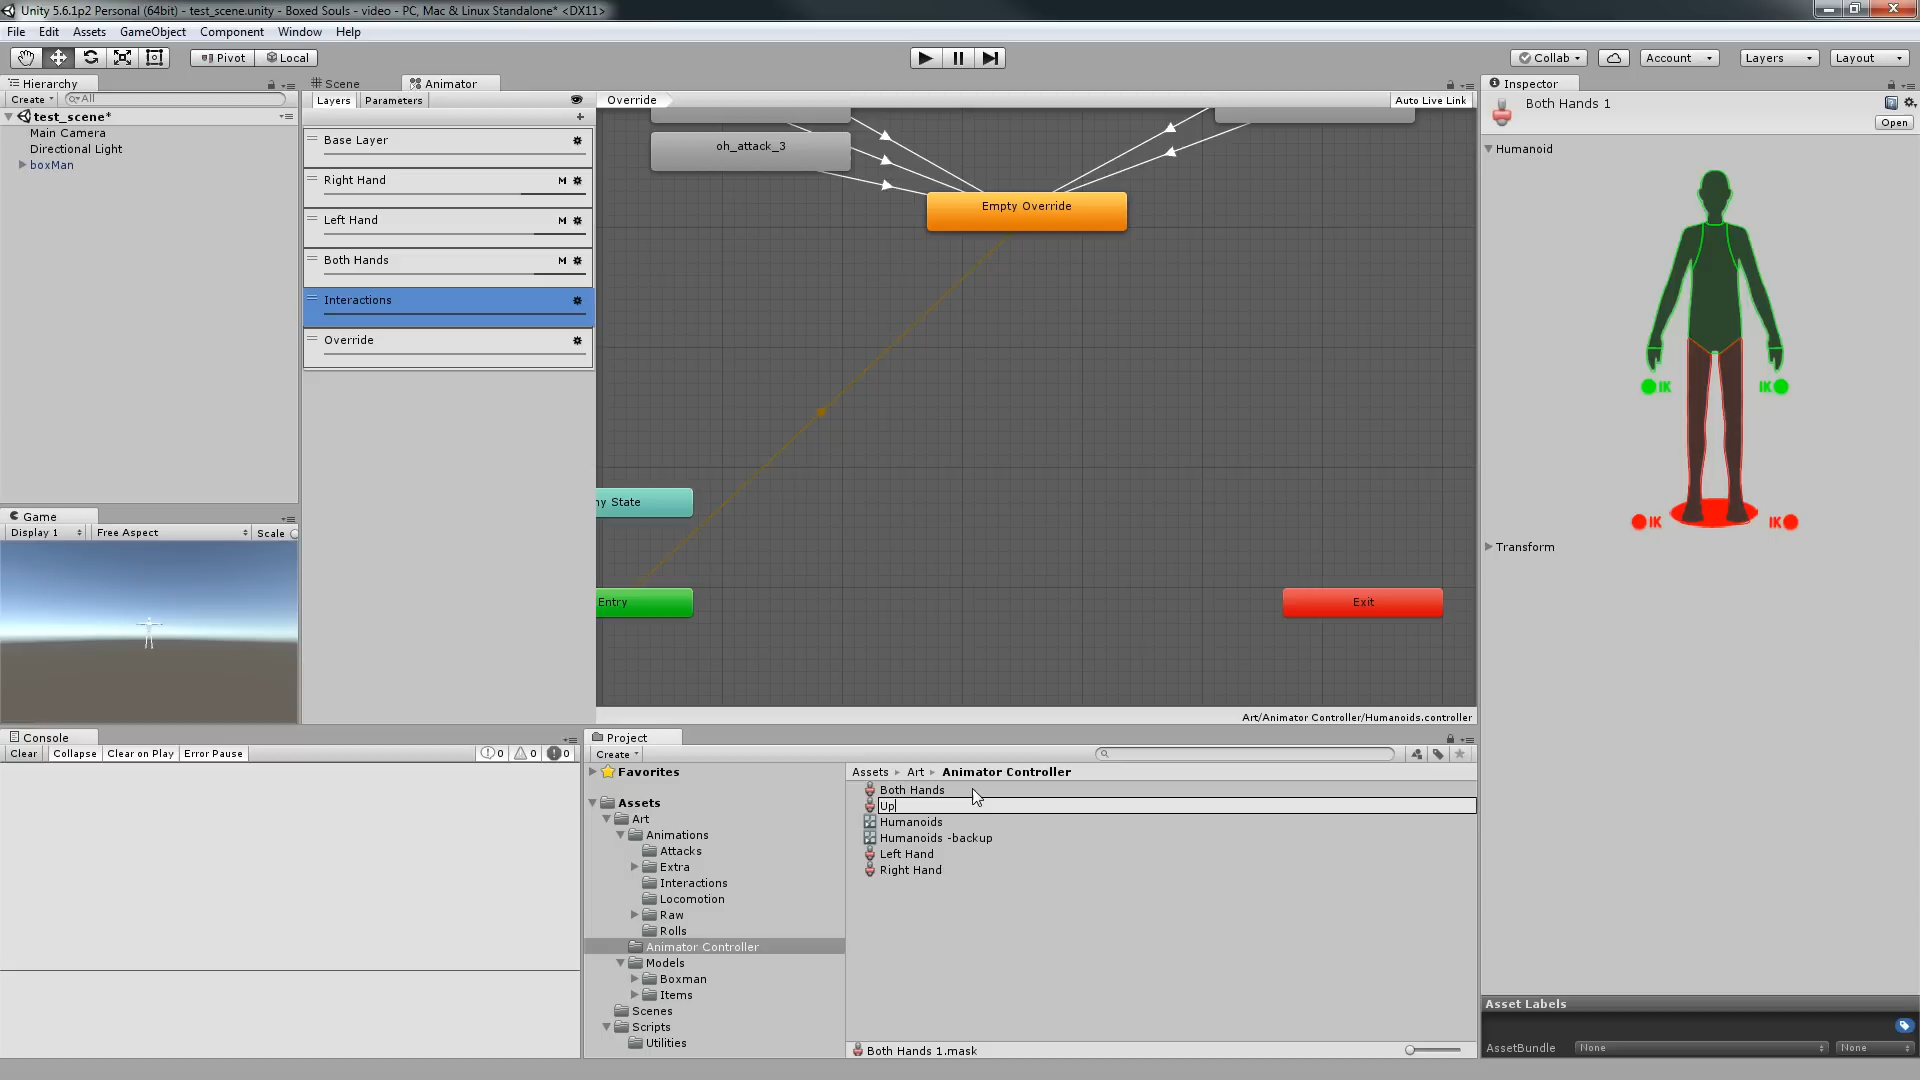 Unity 5.6.1p2 Personal (64bit) - test_scene.unity - Boxed Souls - video - PC, Mac & Linux Standalone* <DX11>
File Edit Assets GameObject Component Window Help
Pivot Local Collab Account Layers Layout
Hierarchy
Create All
test_scene*
Main Camera
Directional Light
boxMan
Scene Animator
Layers Parameters
Base Layer
Right Hand M
Left Hand M
Both Hands M
Interactions
Override
Override Auto Live Link
oh_attack_3
Empty Override
ny State
Entry
Exit
Art/Animator Controller/Humanoids.controller
Inspector
Both Hands 1
Open
Humanoid
IK IK
IK IK
Transform
Asset Labels
AssetBundle None None
Game
Display 1 Free Aspect Scale
Console
Clear Collapse Clear on Play Error Pause 0 0 0
Project
Create
Favorites
Assets
Art
Animations
Attacks
Extra
Interactions
Locomotion
Raw
Rolls
Animator Controller
Models
Boxman
Items
Scenes
Scripts
Utilities
Assets Art Animator Controller
Both Hands
Up
Humanoids
Humanoids -backup
Left Hand
Right Hand
Both Hands 1.mask